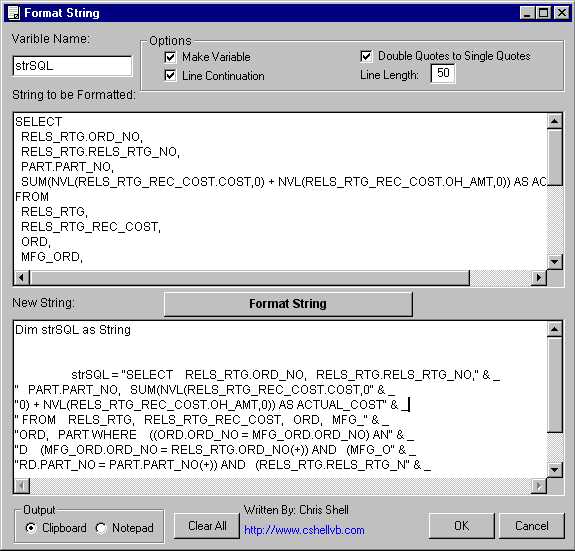 Format String
Varible Name:
strSQL
Options
Make Variable
Double Quotes to Single Quotes
Line Continuation
Line Length: 50
String to be Formatted:
SELECT
RELS_RTG.ORD_NO,
RELS_RTG.RELS_RTG_NO,
PART.PART_NO,
SUM(NVL(RELS_RTG_REC_COST.COST,0) + NVL(RELS_RTG_REC_COST.OH_AMT,0)) AS AC
FROM
RELS_RTG,
RELS_RTG_REC_COST,
ORD,
MFG_ORD,
New String:
Format String
Dim strSQL as String
strSQL = "SELECT    RELS_RTG.ORD_NO,   RELS_RTG.RELS_RTG_NO," & _
"   PART.PART_NO,   SUM(NVL(RELS_RTG_REC_COST.COST,0" & _
"0) + NVL(RELS_RTG_REC_COST.OH_AMT,0)) AS ACTUAL_COST" & _
" FROM    RELS_RTG,   RELS_RTG_REC_COST,   ORD,   MFG_" & _
"ORD,   PART WHERE    ((ORD.ORD_NO = MFG_ORD.ORD_NO) AN" & _
"D    (MFG_ORD.ORD_NO = RELS_RTG.ORD_NO(+)) AND    (MFG_O" & _
"RD.PART_NO = PART.PART_NO(+)) AND    (RELS_RTG.RELS_RTG_N" & _
Output
Clipboard
Notepad
Clear All
Written By: Chris Shell
http://www.cshellvb.com
OK
Cancel